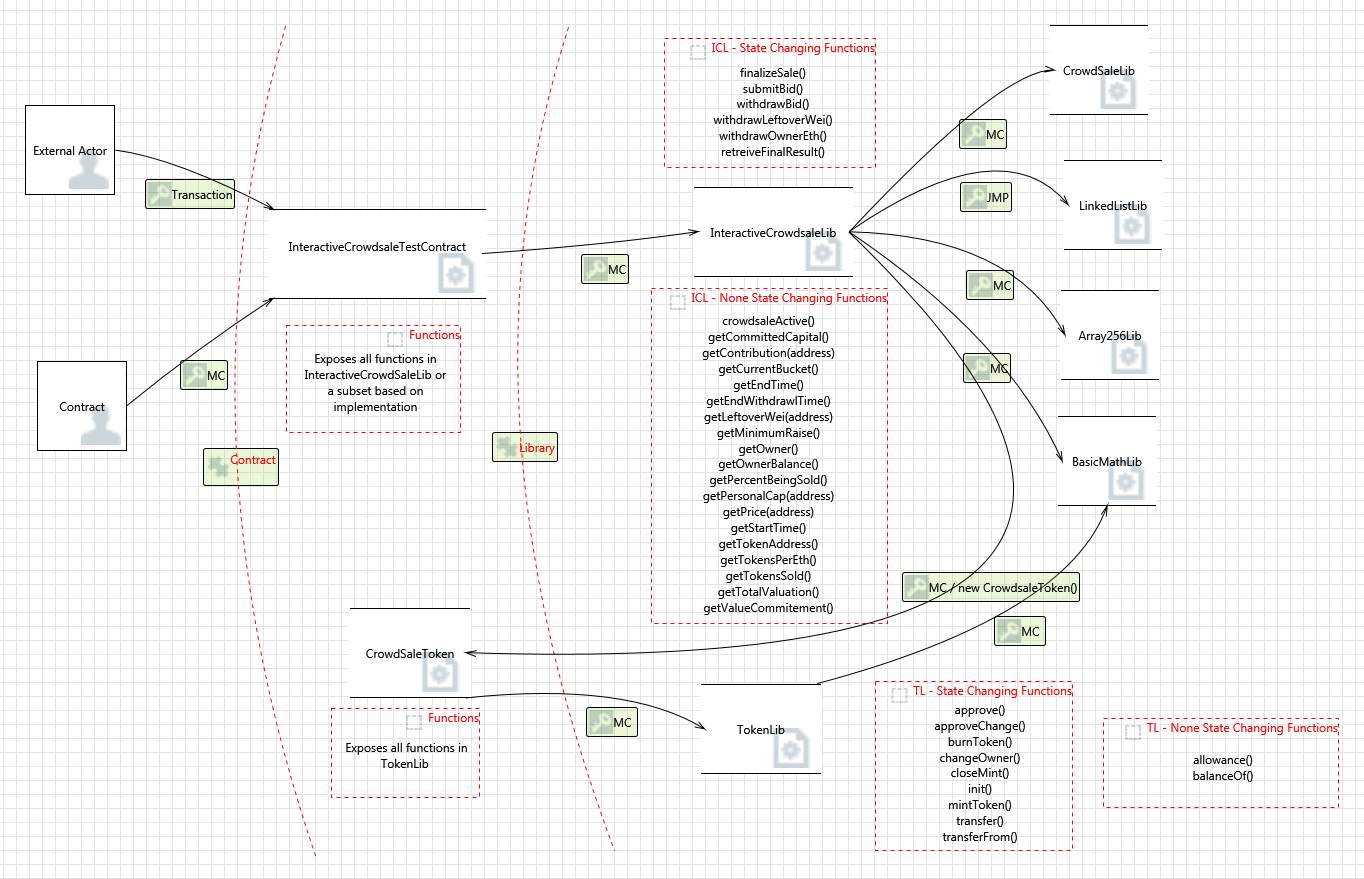 External Actor
Transaction
Contract
MC
Contract
InteractiveCrowdsaleTestContract
Functions
Exposes all functions in
InteractiveCrowdSaleLib or
a subset based on
implementation
Library
MC
ICL - State Changing Functions
finalizeSale()
submitBid()
withdrawBid()
withdrawLeftoverWei()
withdrawOwnerEth()
retreiveFinalResult()
InteractiveCrowdsaleLib
ICL - None State Changing Functions
crowdsaleActive()
getCommittedCapital()
getContribution(address)
getCurrentBucket()
getEndTime()
getEndWithdrawlTime()
getLeftoverWei(address)
getMinimumRaise()
getOwner()
getOwnerBalance()
getPercentBeingSold()
getPersonalCap(address)
getPrice(address)
getStartTime()
getTokenAddress()
getTokensPerEth()
getTokensSold()
getTotalValuation()
getValueCommitement()
MC
JMP
MC
MC
CrowdSaleLib
LinkedListLib
Array256Lib
BasicMathLib
MC / new CrowdsaleToken()
MC
CrowdSaleToken
Functions
Exposes all functions in
TokenLib
MC
TokenLib
TL - State Changing Functions
approve()
approveChange()
burnToken()
changeOwner()
closeMint()
init()
mintToken()
transfer()
transferFrom()
TL - None State Changing Functions
allowance()
balanceOf()